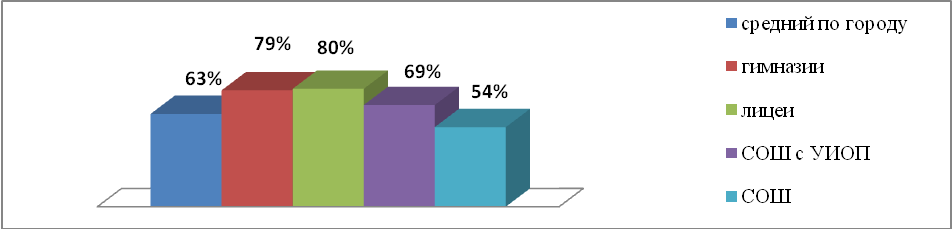 63%
79%
80%
69%
54%
средний по городу
гимназии
лицеи
СОШ с УИОП
СОШ